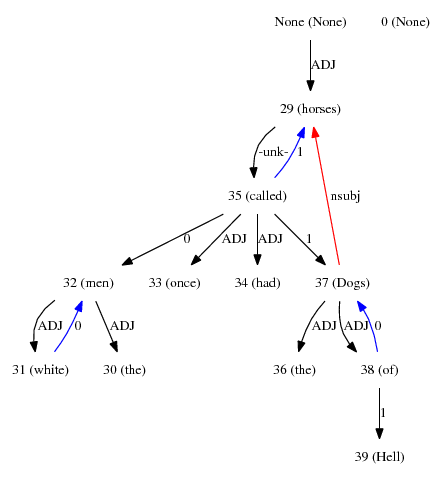 None (None) 0 (None)
ADJ
29 (horses)
-unk- 1
nsubj
35 (called)
0 ADJ ADJ 1
32 (men) 33 (once) 34 (had) 37 (Dogs)
ADJ 0 ADJ ADJ ADJ 0
31 (white) 30 (the) 36 (the) 38 (of)
1
39 (Hell)